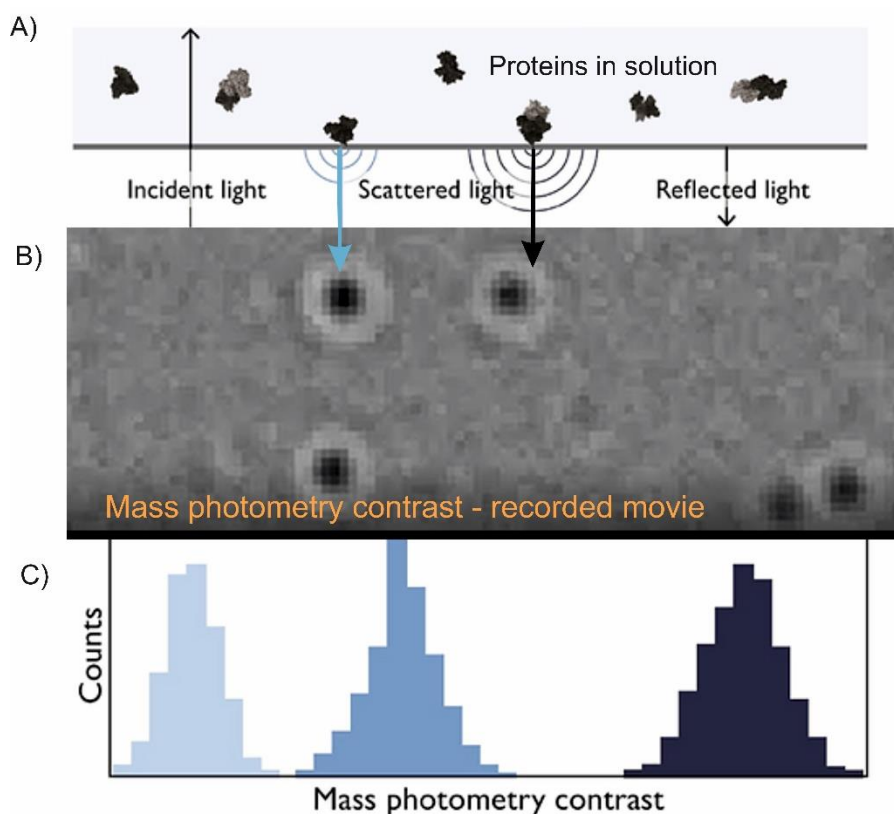 A)
Proteins in solution
Incident light
Scattered light
Reflected light
B)
Mass photometry contrast - recorded movie
C)
Counts
Mass photometry contrast